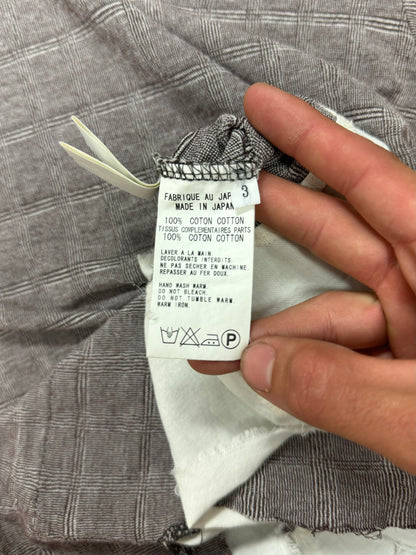 FABRIQUE AU JAP
MADE IN JAPAN
3
100% COTON COTTON
TISSUS COMPLEMENTAIRES PARTS
100% COTON COTTON
LAVER A LA MAIN
DECOLORANTS INTERDITS.
NE PAS SECHER EN MACHINE.
REPASSER AU FER DOUX.
HAND WASH WARM.
DO NOT BLEACH.
DO NOT TUMBLE WARM.
WARM IRON.
P